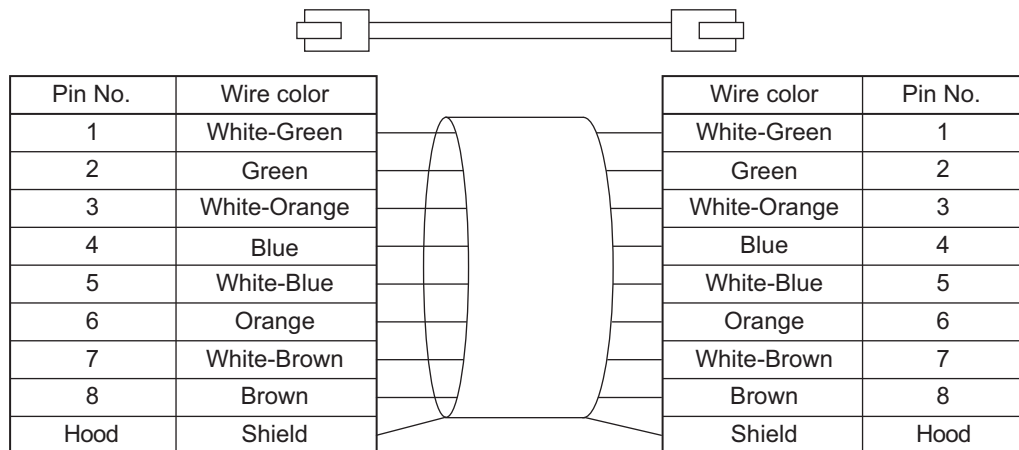 Pin No. Wire color Wire color Pin No.
1 White-Green White-Green 1
2 Green Green 2
3 White-Orange White-Orange 3
4 Blue Blue 4
5 White-Blue White-Blue 5
6 Orange Orange 6
7 White-Brown White-Brown 7
8 Brown Brown 8
Hood Shield Shield Hood